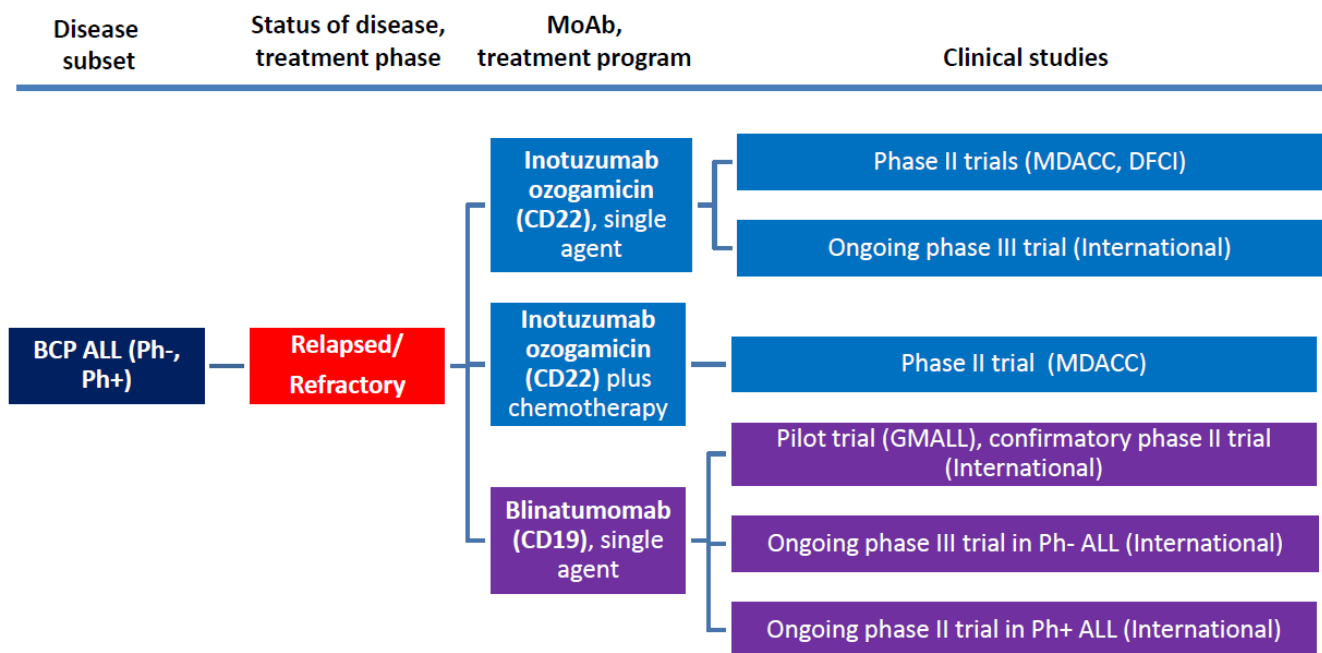 Disease
subset
Status of disease,
treatment phase
MoAb,
treatment program
Clinical studies
Inotuzumab
ozogamicin
(CD22), single
agent
Phase II trials (MDACC, DFCI)
Ongoing phase III trial (International)
BCP ALL (Ph-,
Ph+)
Relapsed/
Refractory
Inotuzumab
ozogamicin
(CD22) plus
chemotherapy
Phase II trial  (MDACC)
Blinatumomab
(CD19), single
agent
Pilot trial (GMALL), confirmatory phase II trial
(International)
Ongoing phase III trial in Ph- ALL (International)
Ongoing phase II trial in Ph+ ALL (International)